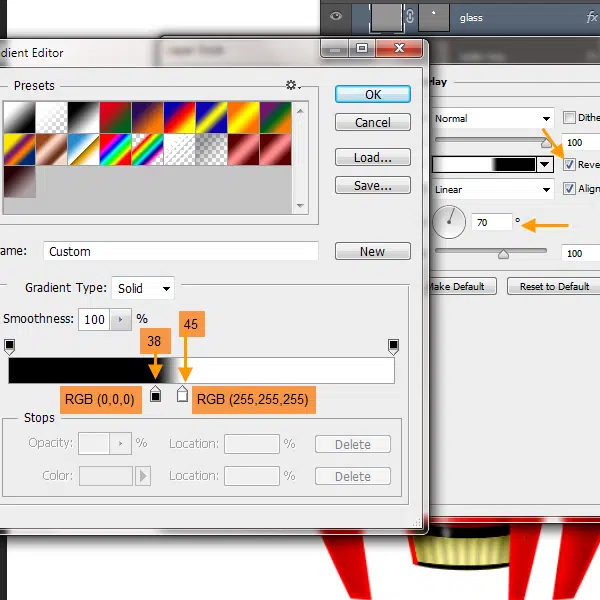 glass
fx
dient Editor
Presets
OK
Cancel
Load...
Save...
ame:
Custom
New
Gradient Type:
Solid
Smoothness:
100
%
38
45
RGB (0,0,0)
RGB (255,255,255)
Stops
Opacity:
%
Location:
%
Delete
Color:
Location:
%
Delete
lay
Normal
Dithe
100
Reve
Linear
Align
70
°
100
Make Default
Reset to Default